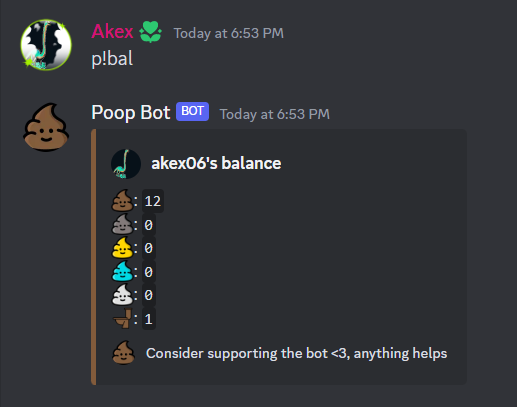 Akex Today at 6:53 PM
p!bal
Poop Bot BOT Today at 6:53 PM
akex06's balance
: 12
: 0
: 0
: 0
: 0
: 1
Consider supporting the bot <3, anything helps